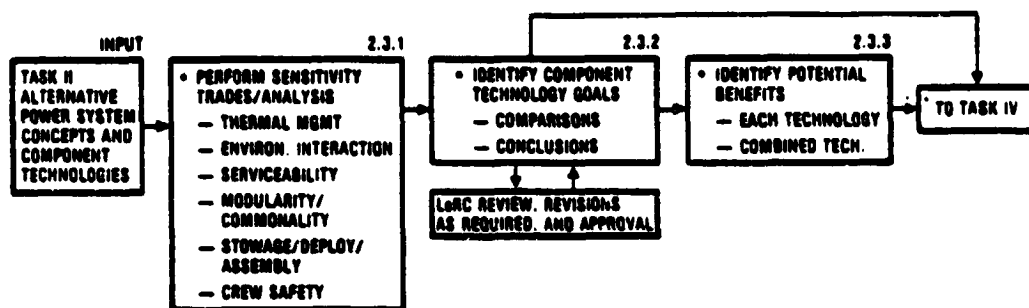 INPUT
TASK II
ALTERNATIVE
POWER SYSTEM
CONCEPTS AND
COMPONENT
TECHNOLOGIES
2.3.1
• PERFORM SENSITIVITY
TRADES/ANALYSIS
— THERMAL MGMT
— ENVIRON. INTERACTION
— SERVICEABILITY
— MODULARITY/
COMMONALITY
— STOWAGE/DEPLOY/
ASSEMBLY
— CREW SAFETY
2.3.2
• IDENTIFY COMPONENT
TECHNOLOGY GOALS
— COMPARISONS
— CONCLUSIONS
LeRC REVIEW, REVISIONS
AS REQUIRED, AND APPROVAL
2.3.3
• IDENTIFY POTENTIAL
BENEFITS
— EACH TECHNOLOGY
— COMBINED TECH.
TO TASK IV